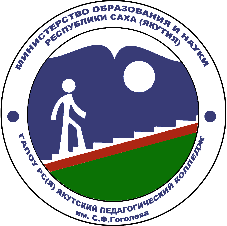 МИНИСТЕРСТВО ОБРАЗОВАНИЯ И НАУКИ
РЕСПУБЛИКИ САХА (ЯКУТИЯ)
ГАПОУ РС(Я) ЯКУТСКИЙ ПЕДАГОГИЧЕСКИЙ КОЛЛЕДЖ
им. С.Ф.Гоголева